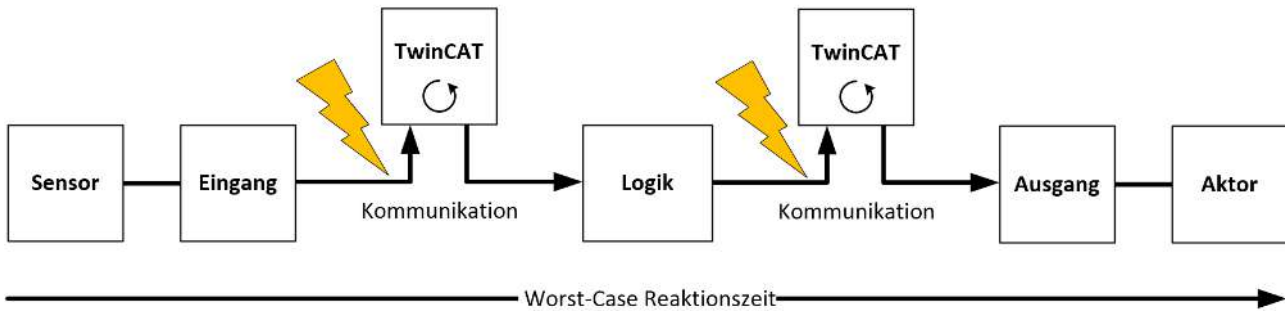 TwinCAT
TwinCAT
Sensor
Eingang
Kommunikation
Logik
Kommunikation
Ausgang
Aktor
Worst-Case Reaktionszeit